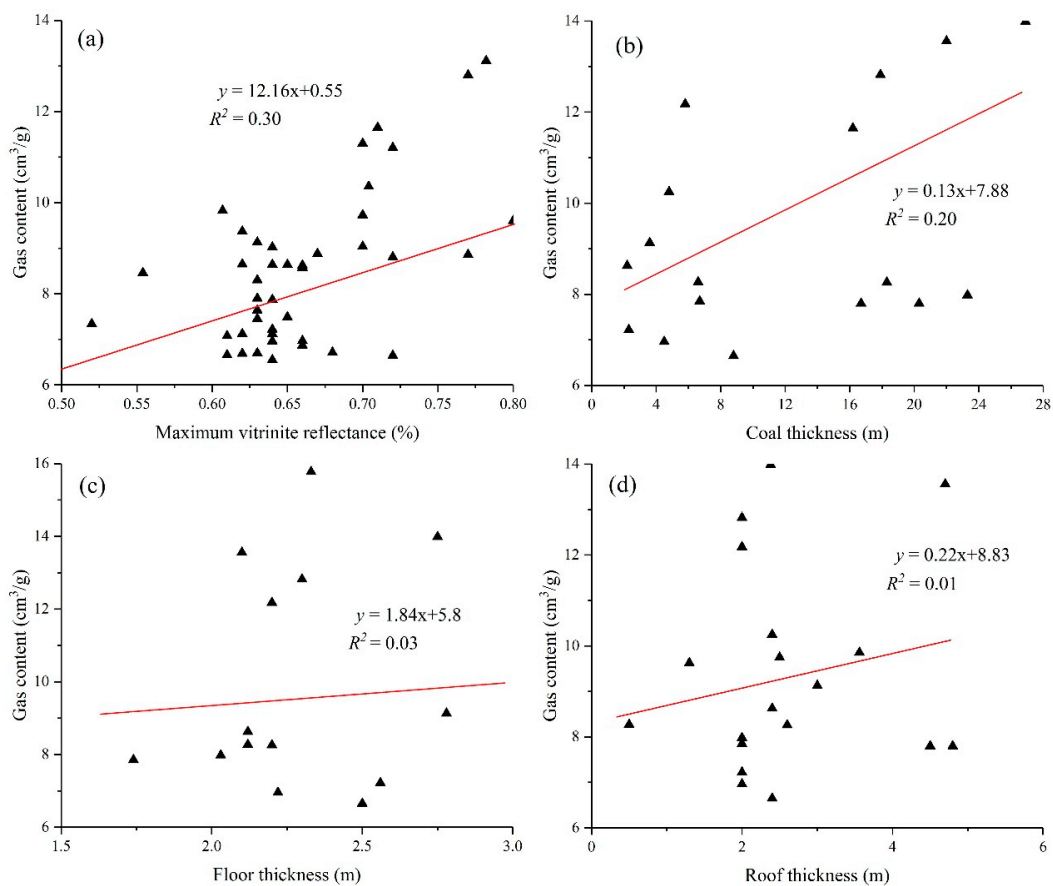 (a)
y = 12.16x+0.55
R² = 0.30
Gas content (cm³/g)
14
12
10
8
6
0.50 0.55 0.60 0.65 0.70 0.75 0.80
Maximum vitrinite reflectance (%)
(b)
y = 0.13x+7.88
R² = 0.20
Gas content (cm³/g)
14
12
10
8
6
0 4 8 12 16 20 24 28
Coal thickness (m)
(c)
y = 1.84x+5.8
R² = 0.03
Gas content (cm³/g)
16
14
12
10
8
6
1.5 2.0 2.5 3.0
Floor thickness (m)
(d)
y = 0.22x+8.83
R² = 0.01
Gas content (cm³/g)
14
12
10
8
6
0 2 4 6
Roof thickness (m)